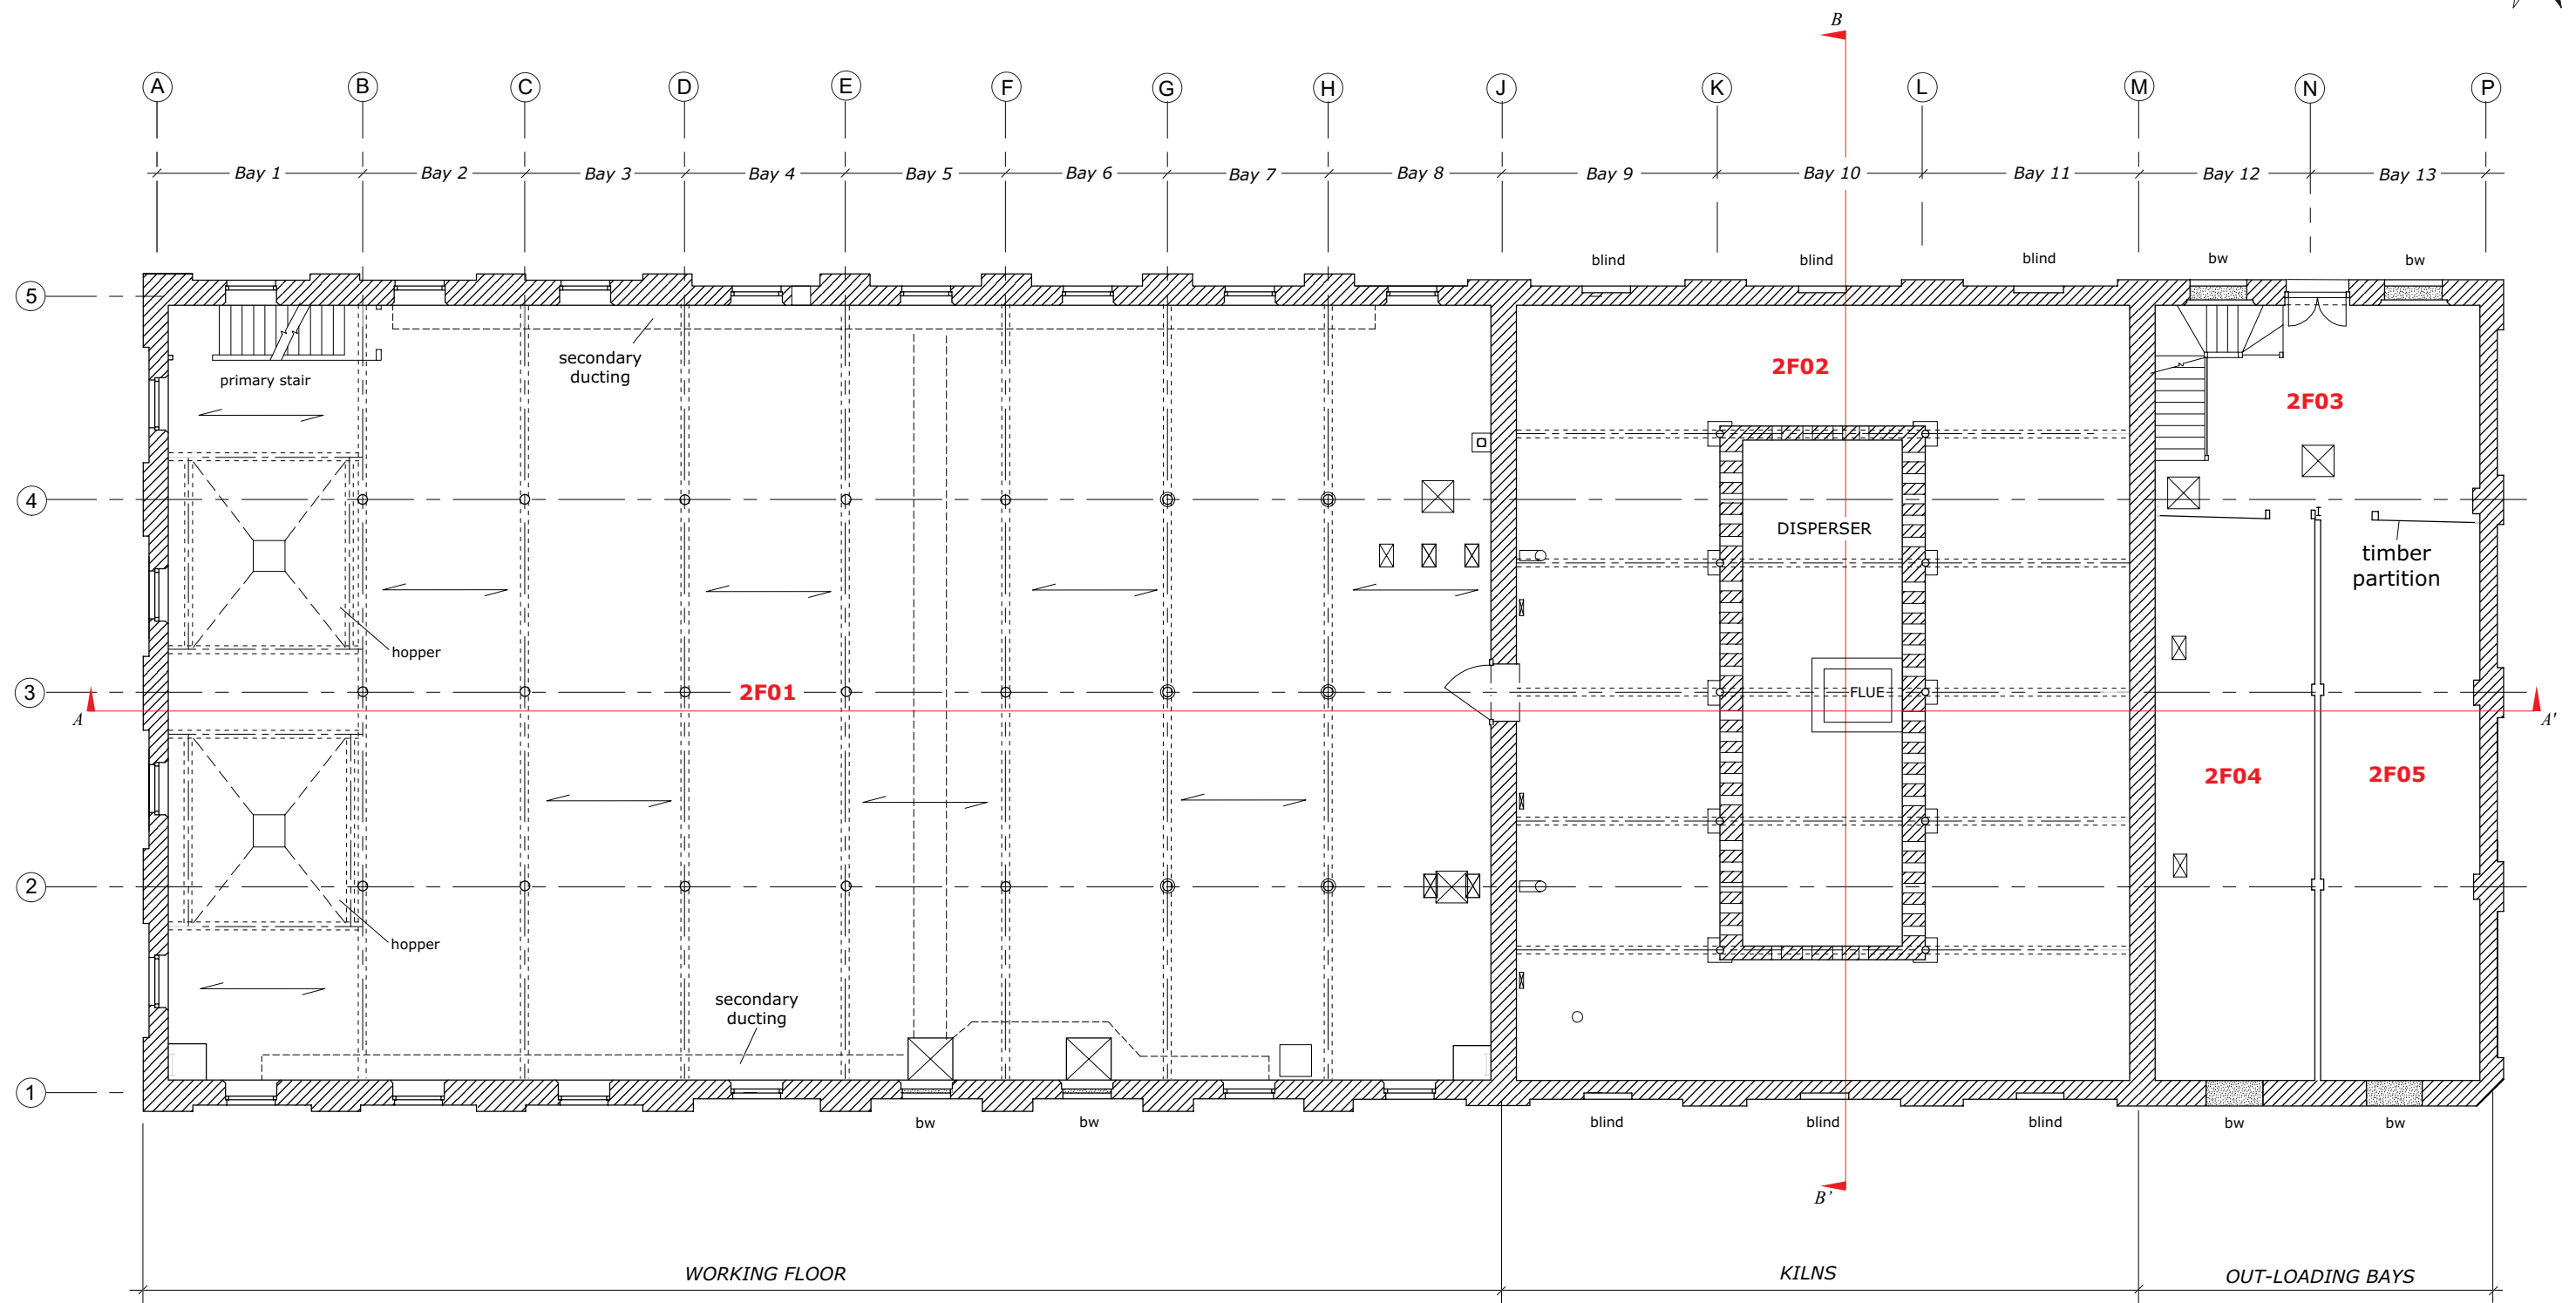 B
A B C D E F G H J K L M N P
Bay 1 Bay 2 Bay 3 Bay 4 Bay 5 Bay 6 Bay 7 Bay 8 Bay 9 Bay 10 Bay 11 Bay 12 Bay 13
blind blind blind bw bw
5
secondary
ducting
primary stair
2F02
2F03
4
DISPERSER
timber
partition
hopper
3
2F01
FLUE
A A'
2F04 2F05
2
hopper
secondary
ducting
1
bw bw blind blind blind bw bw
B'
WORKING FLOOR KILNS OUT-LOADING BAYS